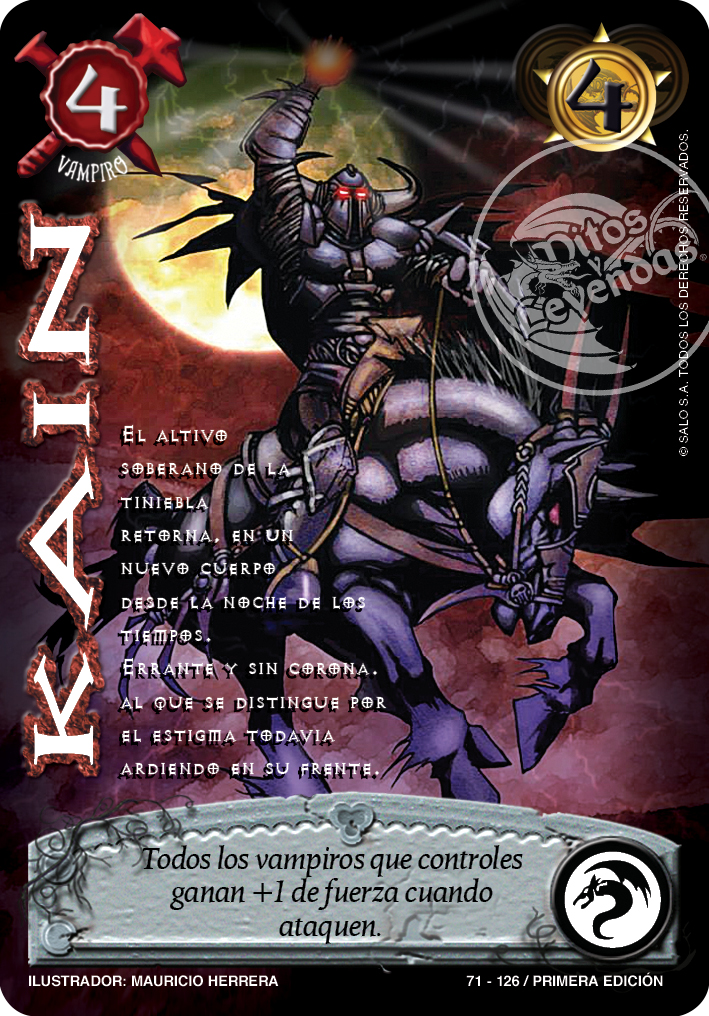 4
VAMPIRO
4
Mitos
y
Leyendas
®
© SALO S.A. TODOS LOS DERECHOS RESERVADOS.
KAIN
El altivo
soberano de la
tiniebla
retorna, en un
nuevo cuerpo
desde la noche de los
tiempos.
Errante y sin corona.
al que se distingue por
el estigma todavia
ardiendo en su frente.
Todos los vampiros que controles
ganan +1 de fuerza cuando
ataquen.
ILUSTRADOR: MAURICIO HERRERA
71 - 126 / PRIMERA EDICIÓN